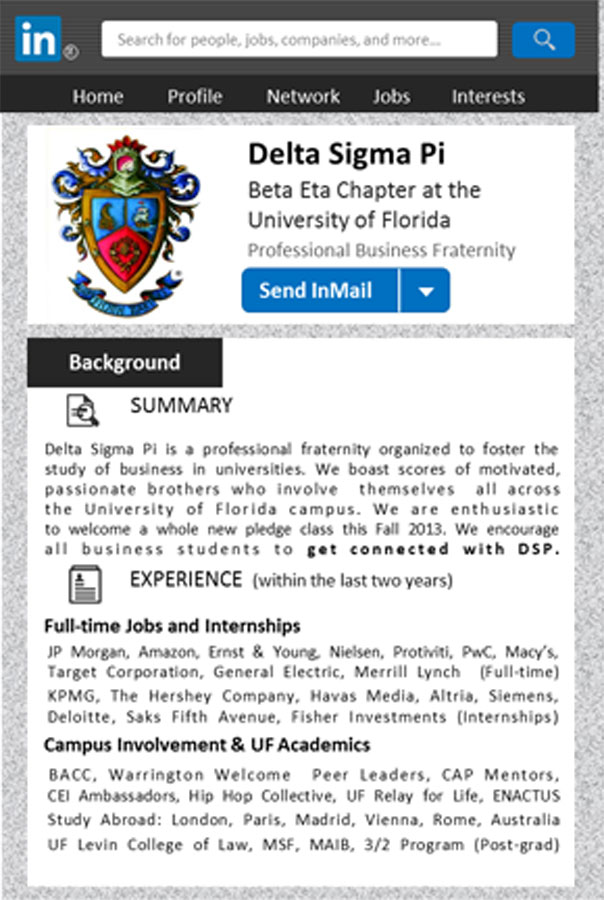 in ®
Search for people, jobs, companies, and more...
Home Profile Network Jobs Interests
Delta Sigma Pi
Beta Eta Chapter at the
University of Florida
Professional Business Fraternity
Send InMail
Background
SUMMARY
Delta Sigma Pi is a professional fraternity organized to foster the
study of business in universities. We boast scores of motivated,
passionate brothers who involve themselves all across
the University of Florida campus. We are enthusiastic
to welcome a whole new pledge class this Fall 2013. We encourage
all business students to get connected with DSP.
EXPERIENCE (within the last two years)
Full-time Jobs and Internships
JP Morgan, Amazon, Ernst & Young, Nielsen, Protiviti, PwC, Macy's,
Target Corporation, General Electric, Merrill Lynch (Full-time)
KPMG, The Hershey Company, Havas Media, Altria, Siemens,
Deloitte, Saks Fifth Avenue, Fisher Investments (Internships)
Campus Involvement & UF Academics
BACC, Warrington Welcome Peer Leaders, CAP Mentors,
CEI Ambassadors, Hip Hop Collective, UF Relay for Life, ENACTUS
Study Abroad: London, Paris, Madrid, Vienna, Rome, Australia
UF Levin College of Law, MSF, MAIB, 3/2 Program (Post-grad)